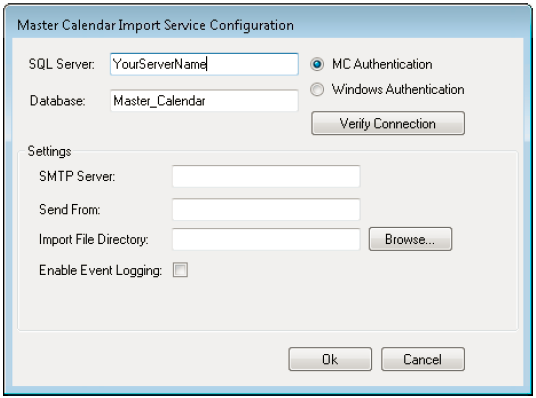 Master Calendar Import Service Configuration
SQL Server: YourServerName
MC Authentication
Windows Authentication
Database: Master_Calendar
Verify Connection
Settings
SMTP Server:
Send From:
Import File Directory: Browse...
Enable Event Logging:
Ok Cancel